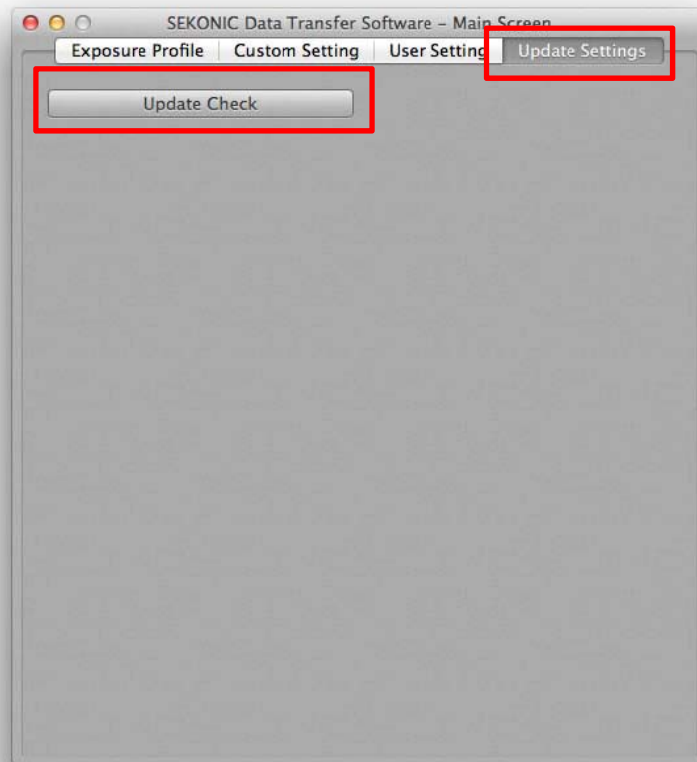 SEKONIC Data Transfer Software – Main Screen
Exposure Profile Custom Setting User Setting Update Settings
Update Check